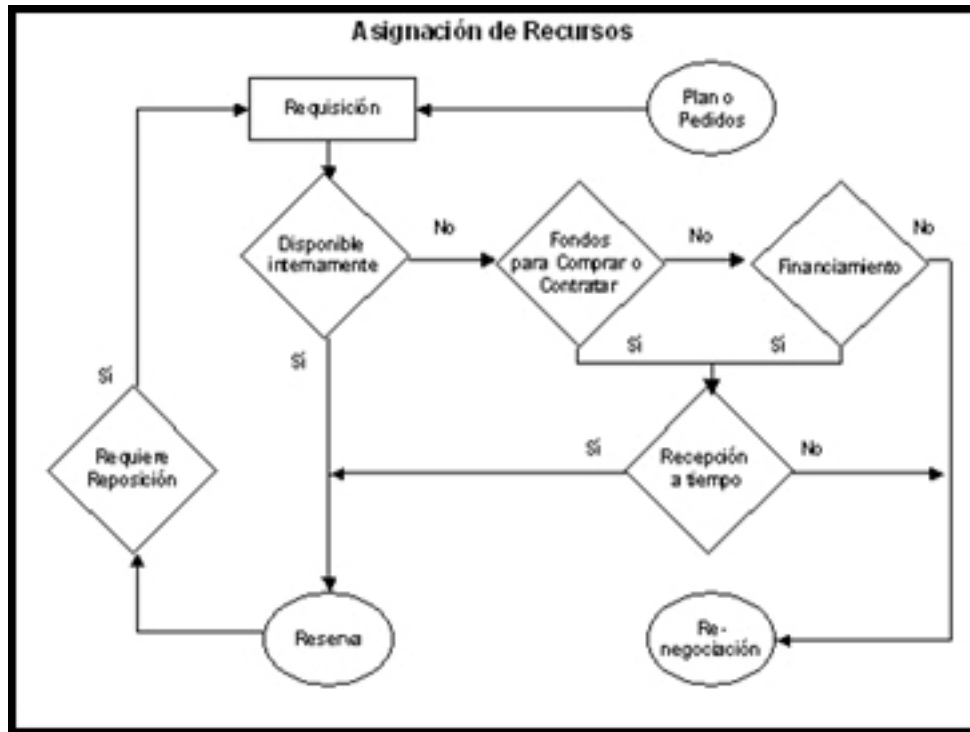 Asignación de Recursos
Requisición
Plan o
Pedidos
Disponible
internamente
No
Fondos
para Comprar o
Contratar
No
Financiamiento
No
Sí
Sí
Sí
Sí
Requiere
Reposición
Sí
Recepción
a tiempo
No
Reserva
Re-
negociación